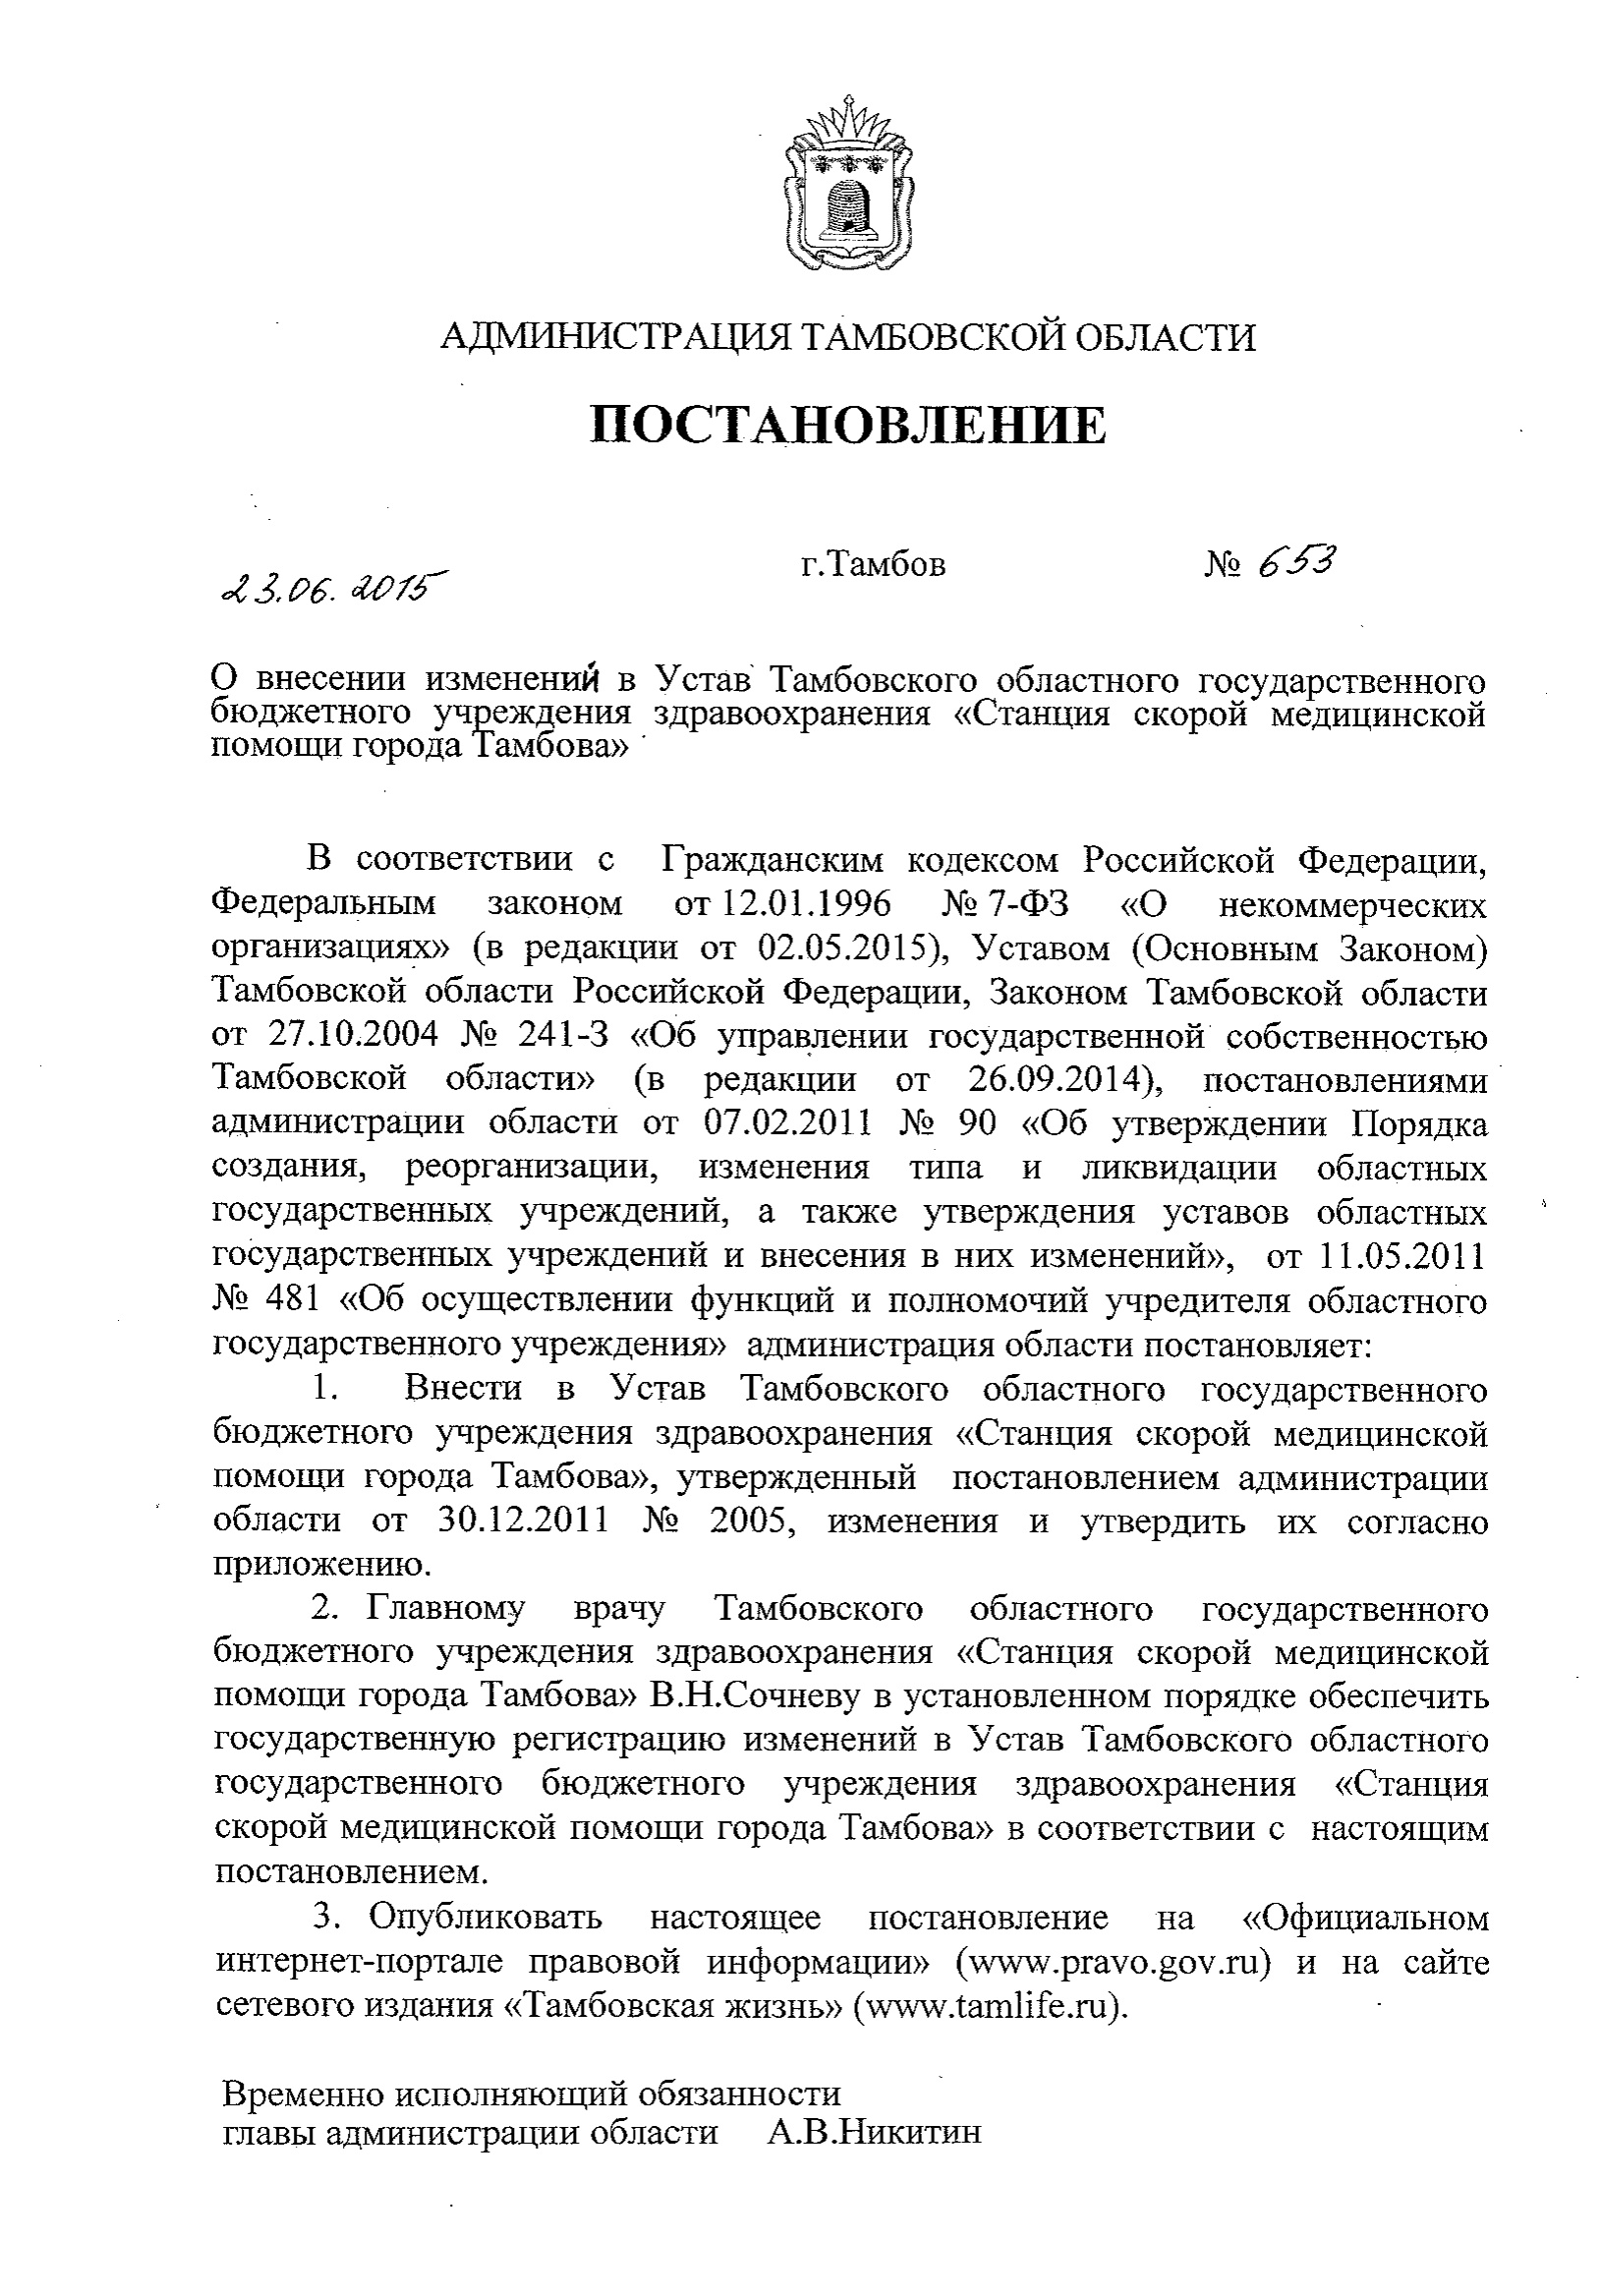 АДМИНИСТРАЦИЯ ТАМБОВСКОЙ ОБЛАСТИ
ПОСТАНОВЛЕНИЕ
23.06.2015 г.Тамбов № 653
О внесении изменений в Устав Тамбовского областного государственного
бюджетного учреждения здравоохранения «Станция скорой медицинской
помощи города Тамбова»
В соответствии с Гражданским кодексом Российской Федерации,
Федеральным законом от 12.01.1996 № 7-ФЗ «О некоммерческих
организациях» (в редакции от 02.05.2015), Уставом (Основным Законом)
Тамбовской области Российской Федерации, Законом Тамбовской области
от 27.10.2004 № 241-З «Об управлении государственной собственностью
Тамбовской области» (в редакции от 26.09.2014), постановлениями
администрации области от 07.02.2011 № 90 «Об утверждении Порядка
создания, реорганизации, изменения типа и ликвидации областных
государственных учреждений, а также утверждения уставов областных
государственных учреждений и внесения в них изменений», от 11.05.2011
№ 481 «Об осуществлении функций и полномочий учредителя областного
государственного учреждения» администрация области постановляет:
1. Внести в Устав Тамбовского областного государственного
бюджетного учреждения здравоохранения «Станция скорой медицинской
помощи города Тамбова», утвержденный постановлением администрации
области от 30.12.2011 № 2005, изменения и утвердить их согласно
приложению.
2. Главному врачу Тамбовского областного государственного
бюджетного учреждения здравоохранения «Станция скорой медицинской
помощи города Тамбова» В.Н.Сочневу в установленном порядке обеспечить
государственную регистрацию изменений в Устав Тамбовского областного
государственного бюджетного учреждения здравоохранения «Станция
скорой медицинской помощи города Тамбова» в соответствии с настоящим
постановлением.
3. Опубликовать настоящее постановление на «Официальном
интернет-портале правовой информации» (www.pravo.gov.ru) и на сайте
сетевого издания «Тамбовская жизнь» (www.tamlife.ru).
Временно исполняющий обязанности
главы администрации области А.В.Никитин